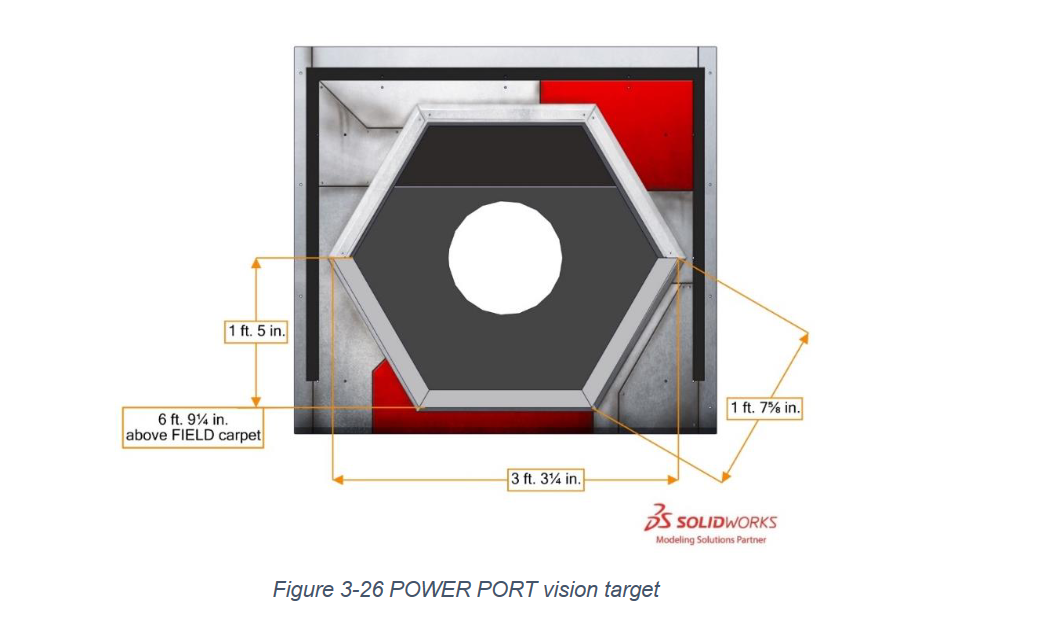 1 ft. 5 in.
6 ft. 9¼ in.
above FIELD carpet
1 ft. 7⅝ in.
3 ft. 3¼ in.
SOLIDWORKS
Modeling Solutions Partner
Figure 3-26 POWER PORT vision target